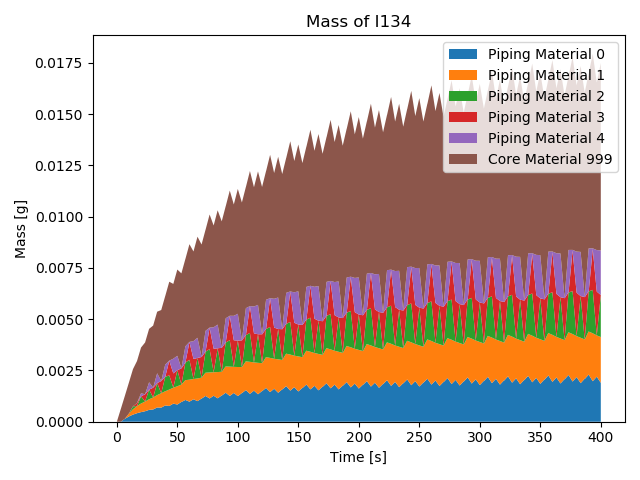 Mass of I134
Mass [g]
0.0175
0.0150
0.0125
0.0100
0.0075
0.0050
0.0025
0.0000
Piping Material 0
Piping Material 1
Piping Material 2
Piping Material 3
Piping Material 4
Core Material 999
0 50 100 150 200 250 300 350 400
Time [s]